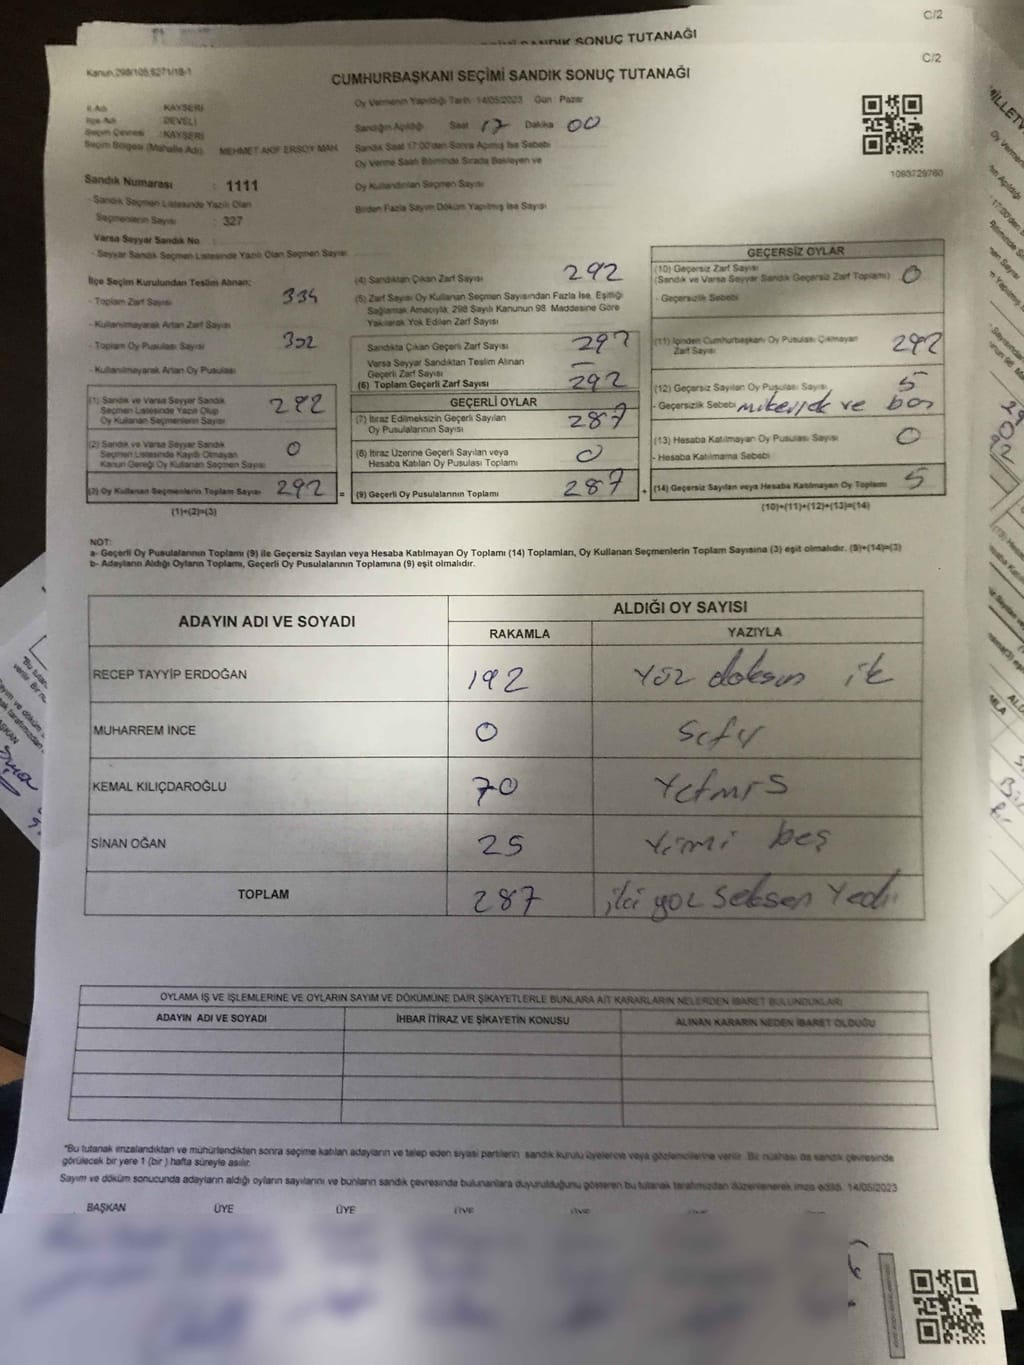 C/2
SANDIK SONUÇ TUTANAĞI
C/2
Kanun:298/105,6271/18-1
CUMHURBAŞKANI SEÇİMİ SANDIK SONUÇ TUTANAĞI
İl Adı KAYSERİ
İlçe Adı DEVELİ
Seçim Çevresi : KAYSERİ
Seçim Bölgesi (Mahalle Adı) MEHMET AKİF ERSOY MAH.
Oy Vermenin Yapıldığı Tarih : 14/05/2023 Gün : Pazar
Sandığın Açıldığı Saat 17 Dakika 00
Sandık Saat 17:00'den Sonra Açılmış İse Sebebi
Oy Verme Saati Bitiminde Sırada Bekleyen ve
Oy Kullandırılan Seçmen Sayısı
Birden Fazla Sayım Döküm Yapılmış İse Sayısı
1093729760
Sandık Numarası : 1111
- Sandık Seçmen Listesinde Yazılı Olan
Seçmenlerin Sayısı : 327
Varsa Seyyar Sandık No
- Seyyar Sandık Seçmen Listesinde Yazılı Olan Seçmen Sayısı
İlçe Seçim Kurulundan Teslim Alınan:
- Toplam Zarf Sayısı 334
- Kullanılmayarak Artan Zarf Sayısı
- Toplam Oy Pusulası Sayısı 332
- Kullanılmayarak Artan Oy Pusulası
(1) Sandık ve Varsa Seyyar Sandık
Seçmen Listesinde Yazılı Olup
Oy Kullanan Seçmenlerin Sayısı 292
(2) Sandık ve Varsa Seyyar Sandık
Seçmen Listesinde Kayıtlı Olmayan
Kanun Gereği Oy Kullanan Seçmen Sayısı 0
(3) Oy Kullanan Seçmenlerin Toplam Sayısı 292 =
(1)+(2)=(3)
(4) Sandıktan Çıkan Zarf Sayısı 292
(5) Zarf Sayısı Oy Kullanan Seçmen Sayısından Fazla İse, Eşitliği
Sağlamak Amacıyla, 298 Sayılı Kanunun 98. Maddesine Göre
Yakılarak Yok Edilen Zarf Sayısı
Sandıkta Çıkan Geçerli Zarf Sayısı 292
Varsa Seyyar Sandıktan Teslim Alınan
Geçerli Zarf Sayısı —
(6) Toplam Geçerli Zarf Sayısı 292
GEÇERLİ OYLAR
(7) İtiraz Edilmeksizin Geçerli Sayılan
Oy Pusulalarının Sayısı 287
(8) İtiraz Üzerine Geçerli Sayılan veya
Hesaba Katılan Oy Pusulası Toplamı 0
(9) Geçerli Oy Pusulalarının Toplamı 287 +
GEÇERSİZ OYLAR
(10) Geçersiz Zarf Sayısı
(Sandık ve Varsa Seyyar Sandık Geçersiz Zarf Toplamı) 0
- Geçersizlik Sebebi
(11) İçinden Cumhurbaşkanı Oy Pusulası Çıkmayan
Zarf Sayısı 292
(12) Geçersiz Sayılan Oy Pusulası Sayısı 5
- Geçersizlik Sebebi ve boş
(13) Hesaba Katılmayan Oy Pusulası Sayısı 0
- Hesaba Katılmama Sebebi
(14) Geçersiz Sayılan veya Hesaba Katılmayan Oy Toplamı 5
(10)+(11)+(12)+(13)=(14)
NOT:
a- Geçerli Oy Pusulalarının Toplamı (9) ile Geçersiz Sayılan veya Hesaba Katılmayan Oy Toplamı (14) Toplamları, Oy Kullanan Seçmenlerin Toplam Sayısına (3) eşit olmalıdır. (9)+(14)=(3)
b- Adayların Aldığı Oyların Toplamı, Geçerli Oy Pusulalarının Toplamına (9) eşit olmalıdır.
ADAYIN ADI VE SOYADI ALDIĞI OY SAYISI
RAKAMLA YAZIYLA
RECEP TAYYİP ERDOĞAN 192 Yüz doksan iki
MUHARREM İNCE 0 Sıfır
KEMAL KILIÇDAROĞLU 70 Yetmiş
SİNAN OĞAN 25 Yirmi beş
TOPLAM 287 iki yüz seksen yedi
OYLAMA İŞ VE İŞLEMLERİNE VE OYLARIN SAYIM VE DÖKÜMÜNE DAİR ŞİKAYETLERLE BUNLARA AİT KARARLARIN NELERDEN İBARET BULUNDUKLARI
ADAYIN ADI VE SOYADI İHBAR İTİRAZ VE ŞİKAYETİN KONUSU ALINAN KARARIN NEDEN İBARET OLDUĞU
*Bu tutanak imzalandıktan ve mühürlendikten sonra seçime katılan adayların ve talep eden siyasi partilerin sandık kurulu üyelerine veya gözlemcilerine verilir. Bir nüshası da sandık çevresinde
görülecek bir yere 1 (bir ) hafta süreyle asılır.
Sayım ve döküm sonucunda adayların aldığı oyların sayılarını ve bunların sandık çevresinde bulunanlara duyurulduğunu gösteren bu tutanak tarafımızdan düzenlenerek imza edildi. 14/05/2023
BAŞKAN ÜYE ÜYE ÜYE ÜYE ÜYE